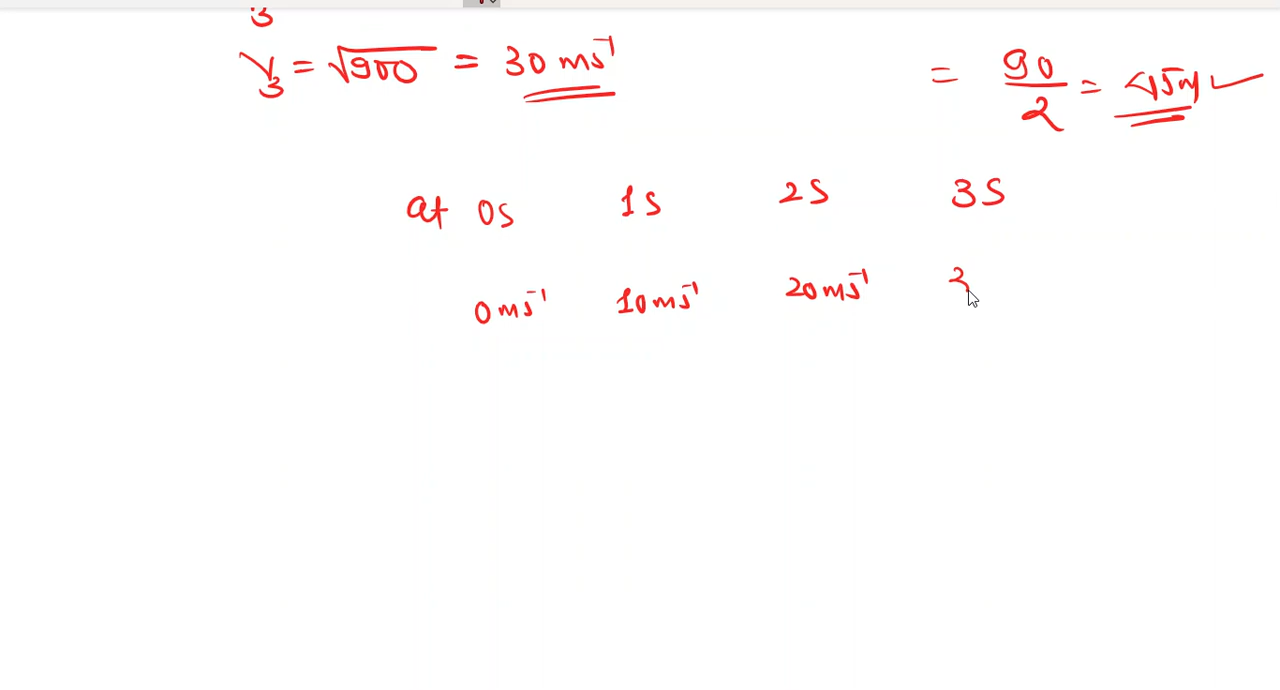 3
V₃ = √900 = 30 ms⁻¹
= 90/2 = 45m ✓
at 0s 1s 2s 3s
0ms⁻¹ 10ms⁻¹ 20ms⁻¹ 3